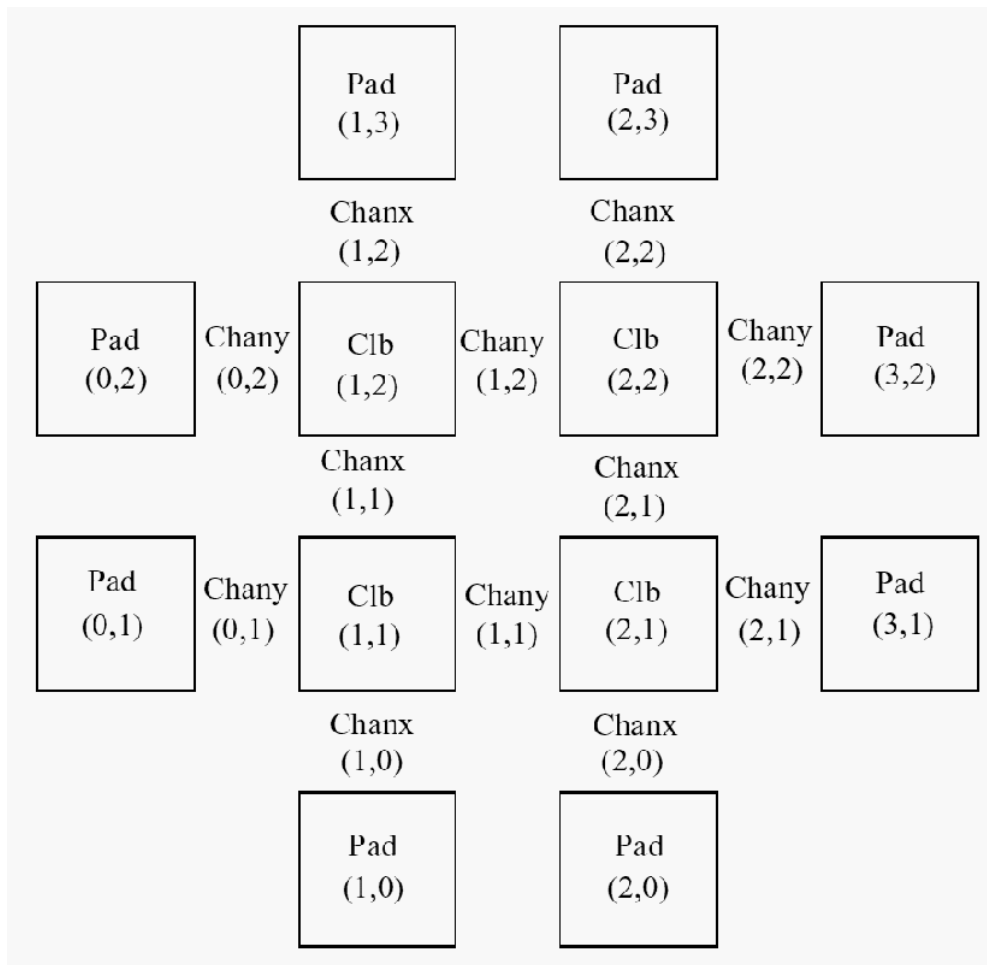 Pad
(1,3)
Pad
(2,3)
Chanx
(1,2)
Chanx
(2,2)
Pad
(0,2)
Chany
(0,2)
Clb
(1,2)
Chany
(1,2)
Clb
(2,2)
Chany
(2,2)
Pad
(3,2)
Chanx
(1,1)
Chanx
(2,1)
Pad
(0,1)
Chany
(0,1)
Clb
(1,1)
Chany
(1,1)
Clb
(2,1)
Chany
(2,1)
Pad
(3,1)
Chanx
(1,0)
Chanx
(2,0)
Pad
(1,0)
Pad
(2,0)